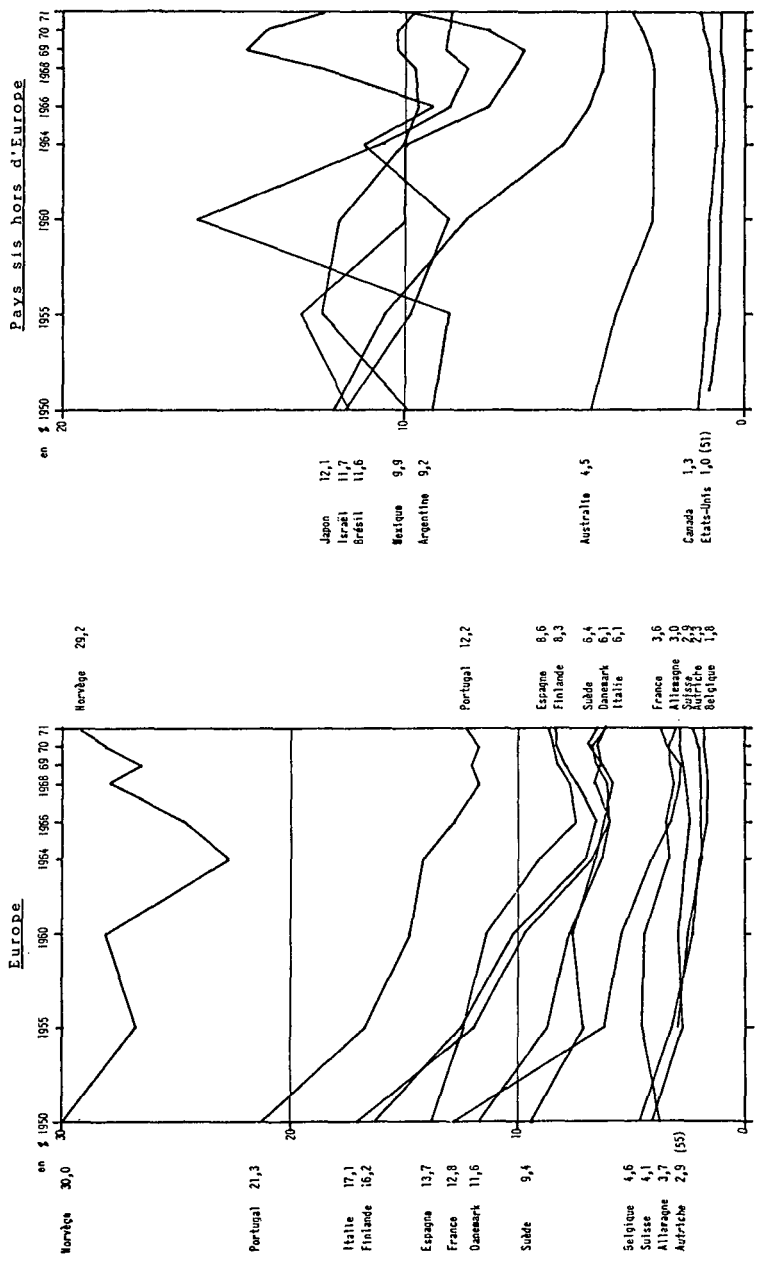 Europe
en % 1950 1955 1960 1964 1966 1968 69 70 71
Norvège 30,0
Portugal 21,3
Italie 17,1
Finlande 16,2
Espagne 13,7
France 12,8
Danemark 11,6
Suède 9,4
Belgique 4,6
Suisse 4,1
Allemagne 3,7
Autriche 2,9 (55)
30
20
10
0
Norvège 29,2
Portugal 12,2
Espagne 8,6
Finlande 8,3
Suède 6,4
Danemark 6,1
Italie 6,1
France 3,6
Allemagne 3,0
Suisse 2,9
Autriche 2,3
Belgique 1,8
Pays sis hors d'Europe
en % 1950 1955 1960 1964 1966 1968 69 70 71
Japon 12,1
Israël 11,7
Brésil 11,6
Mexique 9,9
Argentine 9,2
Australie 4,5
Canada 1,3
Etats-Unis 1,0 (51)
20
10
0